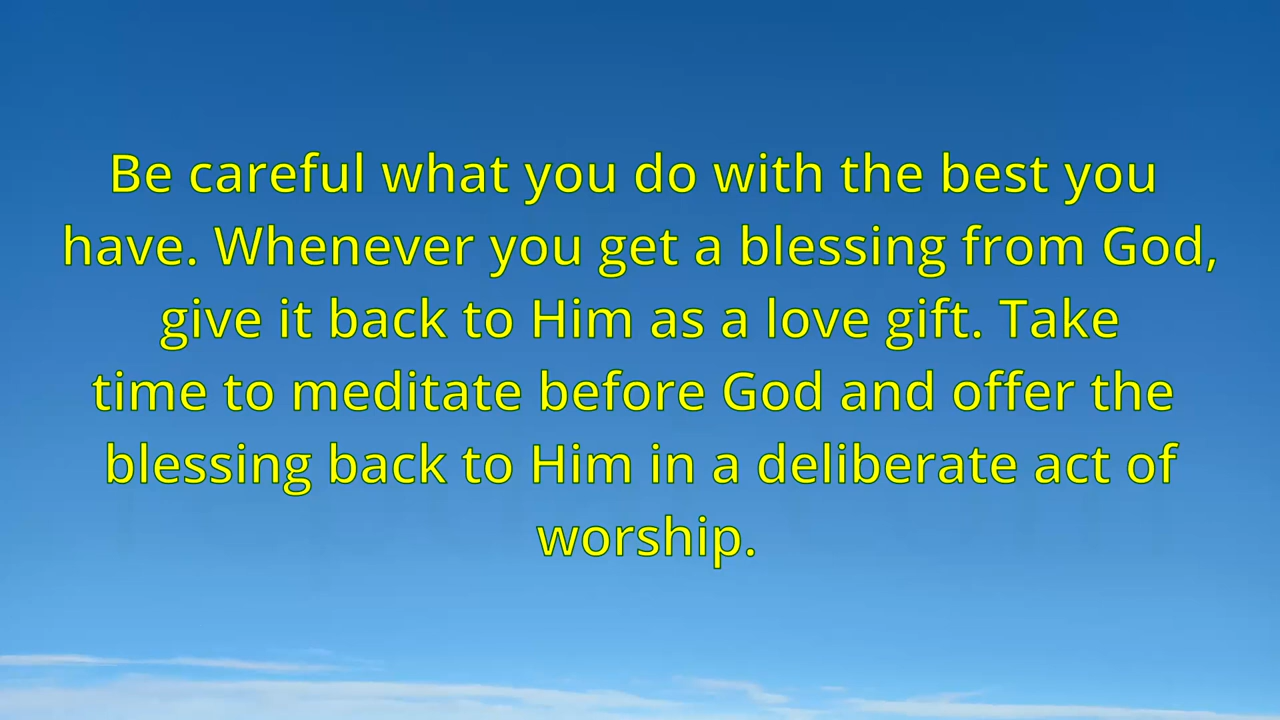 Be careful what you do with the best you
have. Whenever you get a blessing from God,
give it back to Him as a love gift. Take
time to meditate before God and offer the
blessing back to Him in a deliberate act of
worship.